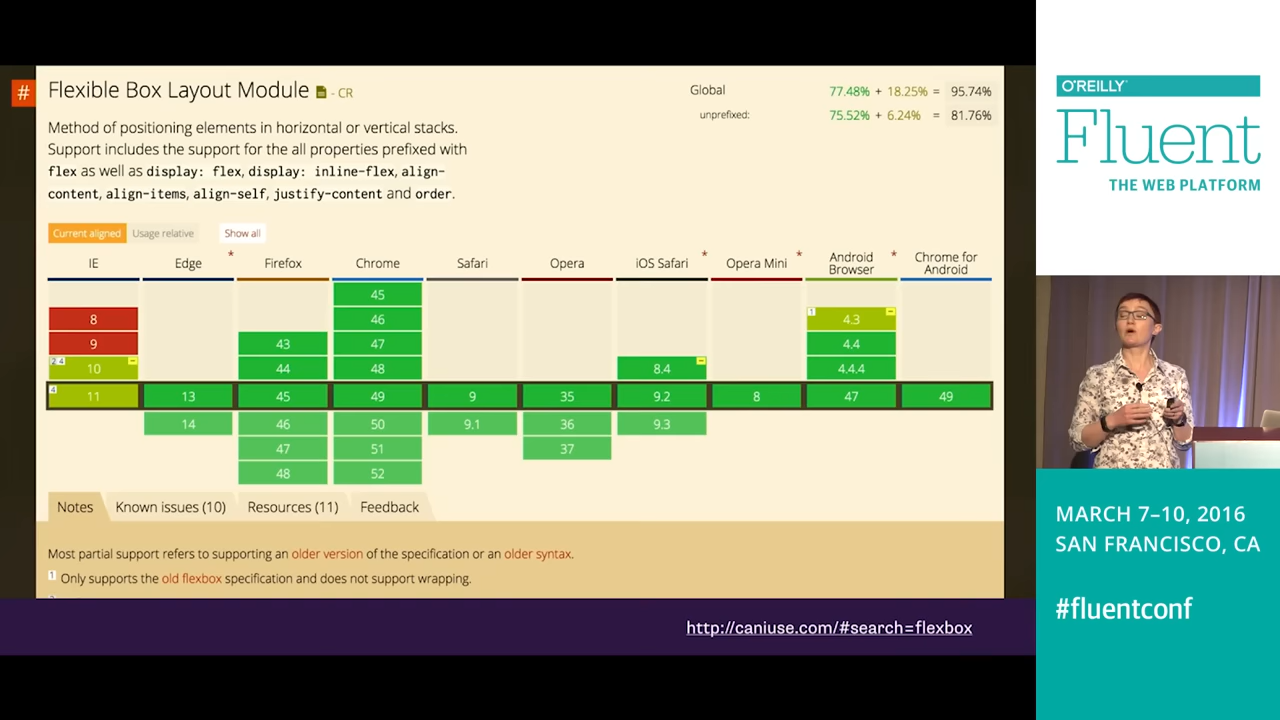 #
Flexible Box Layout Module - CR
Method of positioning elements in horizontal or vertical stacks.
Support includes the support for the all properties prefixed with
flex as well as display: flex, display: inline-flex, align-
content, align-items, align-self, justify-content and order.
Global 77.48% + 18.25% = 95.74%
unprefixed: 75.52% + 6.24% = 81.76%
Current aligned Usage relative Show all
IE Edge * Firefox Chrome Safari Opera iOS Safari * Opera Mini * Android Browser * Chrome for Android
45
8 46 1 4.3 -
9 43 47 4.4
2 4 10 - 44 48 8.4 - 4.4.4
4 11 13 45 49 9 35 9.2 8 47 49
14 46 50 9.1 36 9.3
47 51 37
48 52
Notes Known issues (10) Resources (11) Feedback
Most partial support refers to supporting an older version of the specification or an older syntax.
1 Only supports the old flexbox specification and does not support wrapping.
http://caniuse.com/#search=flexbox
O'REILLY®
Fluent
THE WEB PLATFORM
MARCH 7–10, 2016
SAN FRANCISCO, CA
#fluentconf